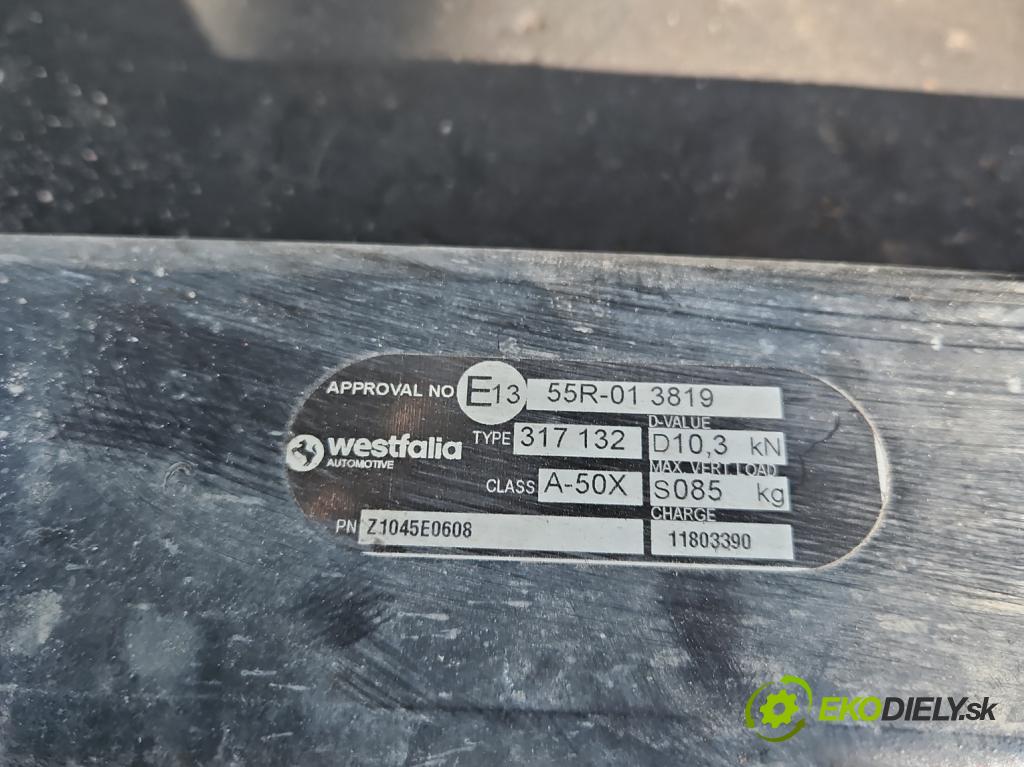 APPROVAL NO E13 55R-01 3819
D-VALUE
westfalia AUTOMOTIVE
TYPE 317 132 D10,3 kN
MAX. VERT. LOAD
CLASS A-50X S085 kg
CHARGE
PN Z1045E0608 11803390
EKODIELY.sk